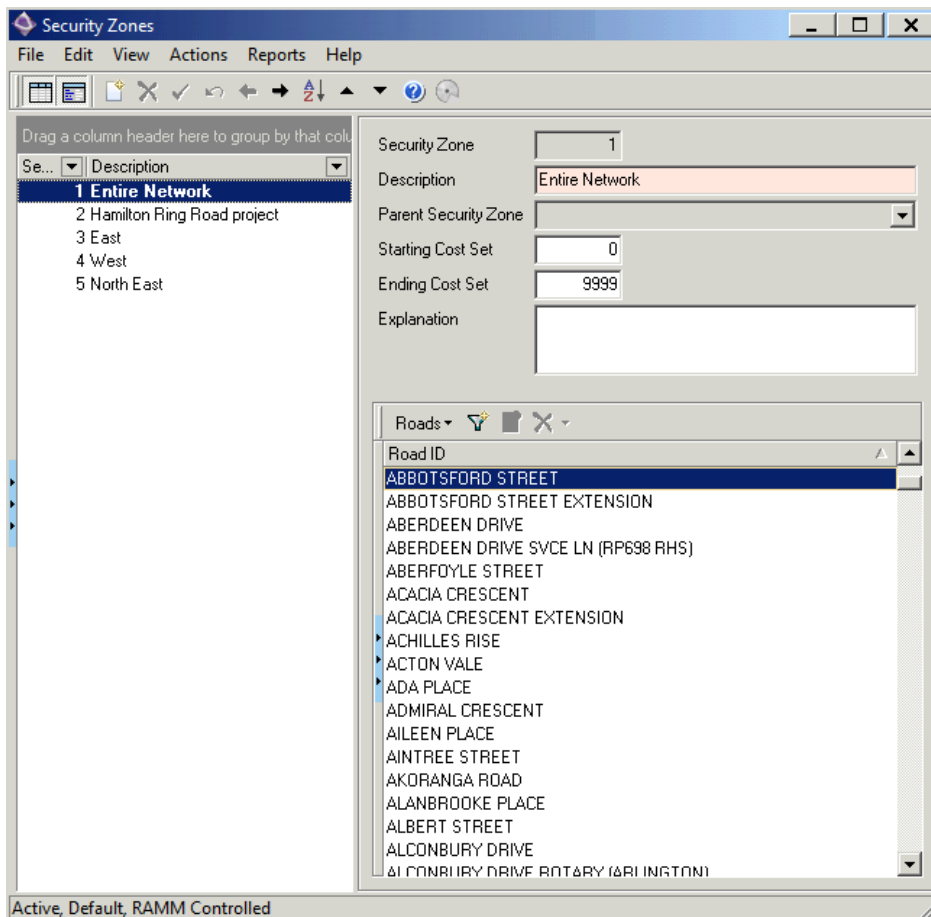 Security Zones
File Edit View Actions Reports Help
Drag a column header here to group by that colu
Se... Description
1 Entire Network
2 Hamilton Ring Road project
3 East
4 West
5 North East
Security Zone 1
Description Entire Network
Parent Security Zone
Starting Cost Set 0
Ending Cost Set 9999
Explanation
Roads
Road ID
ABBOTSFORD STREET
ABBOTSFORD STREET EXTENSION
ABERDEEN DRIVE
ABERDEEN DRIVE SVCE LN (RP698 RHS)
ABERFOYLE STREET
ACACIA CRESCENT
ACACIA CRESCENT EXTENSION
ACHILLES RISE
ACTON VALE
ADA PLACE
ADMIRAL CRESCENT
AILEEN PLACE
AINTREE STREET
AKORANGA ROAD
ALANBROOKE PLACE
ALBERT STREET
ALCONBURY DRIVE
ALCONBURY DRIVE ROTARY (ARLINGTON)
Active, Default, RAMM Controlled